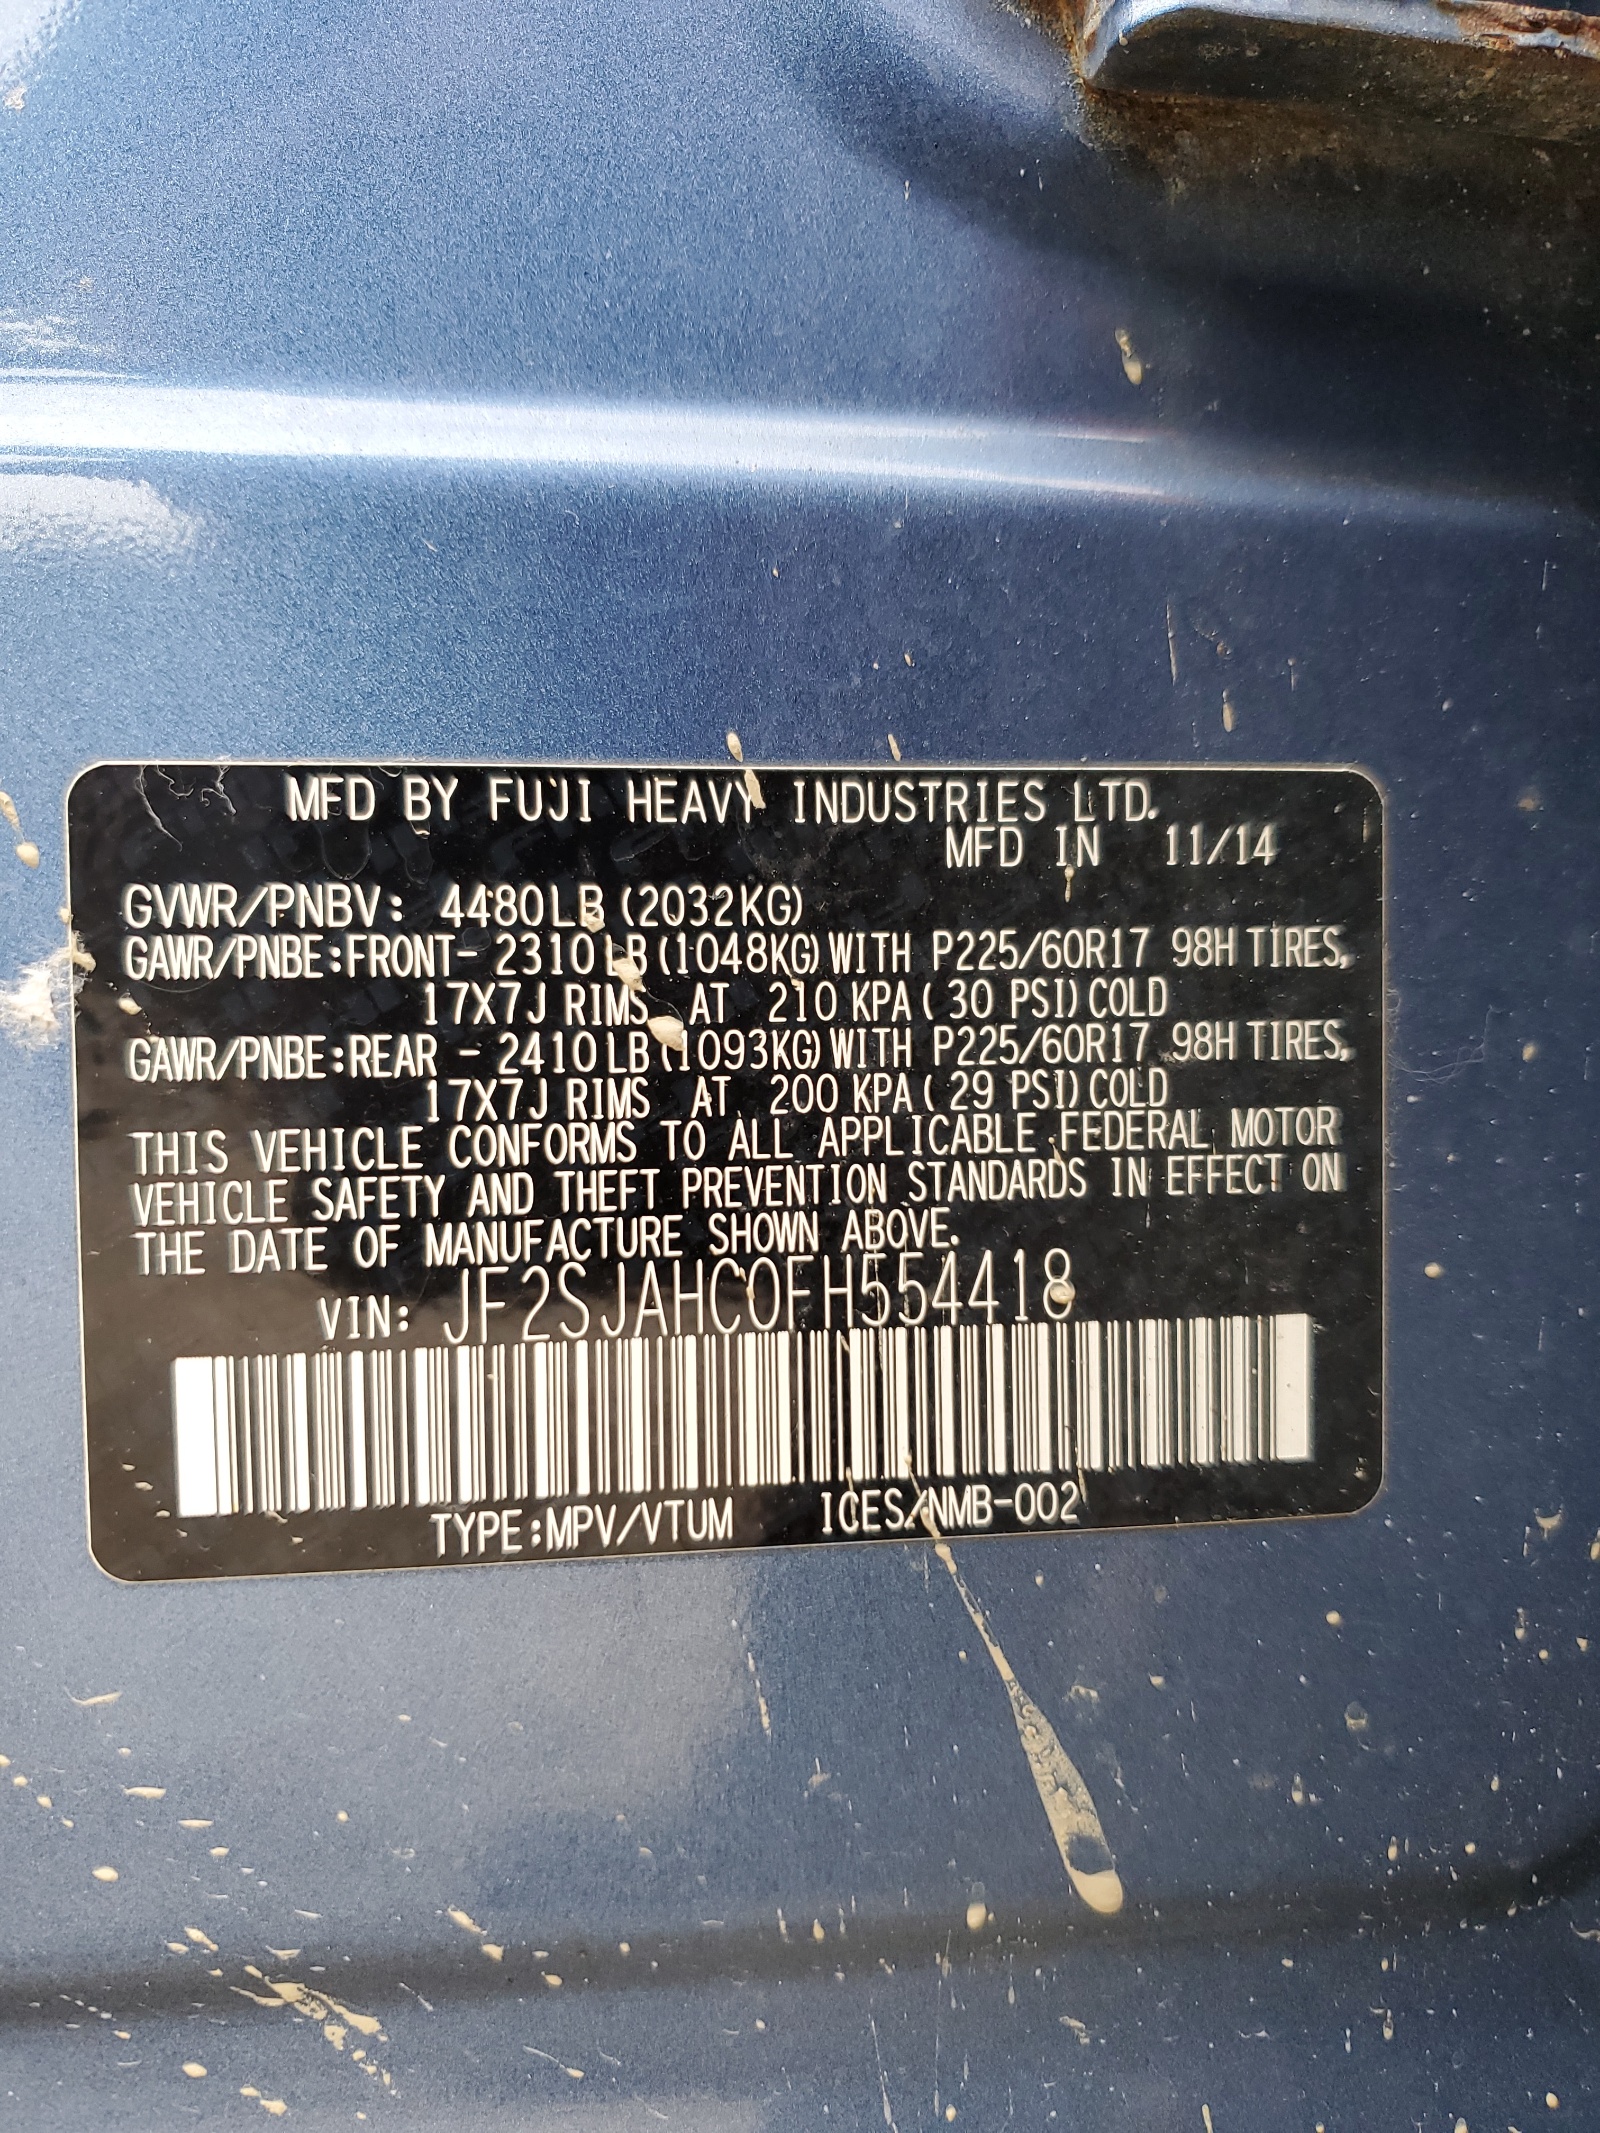 MFD BY FUJI HEAVY INDUSTRIES LTD.
MFD IN 11/14
GVWR/PNBV: 4480LB (2032KG)
GAWR/PNBE:FRONT- 2310LB (1048KG) WITH P225/60R17 98H TIRES,
17X7J RIMS AT 210 KPA ( 30 PSI) COLD
GAWR/PNBE:REAR - 2410LB (1093KG) WITH P225/60R17 98H TIRES,
17X7J RIMS AT 200 KPA ( 29 PSI) COLD
THIS VEHICLE CONFORMS TO ALL APPLICABLE FEDERAL MOTOR
VEHICLE SAFETY AND THEFT PREVENTION STANDARDS IN EFFECT ON
THE DATE OF MANUFACTURE SHOWN ABOVE.
VIN: JF2SJAHC0FH554418
TYPE:MPV/VTUM ICES/NMB-002